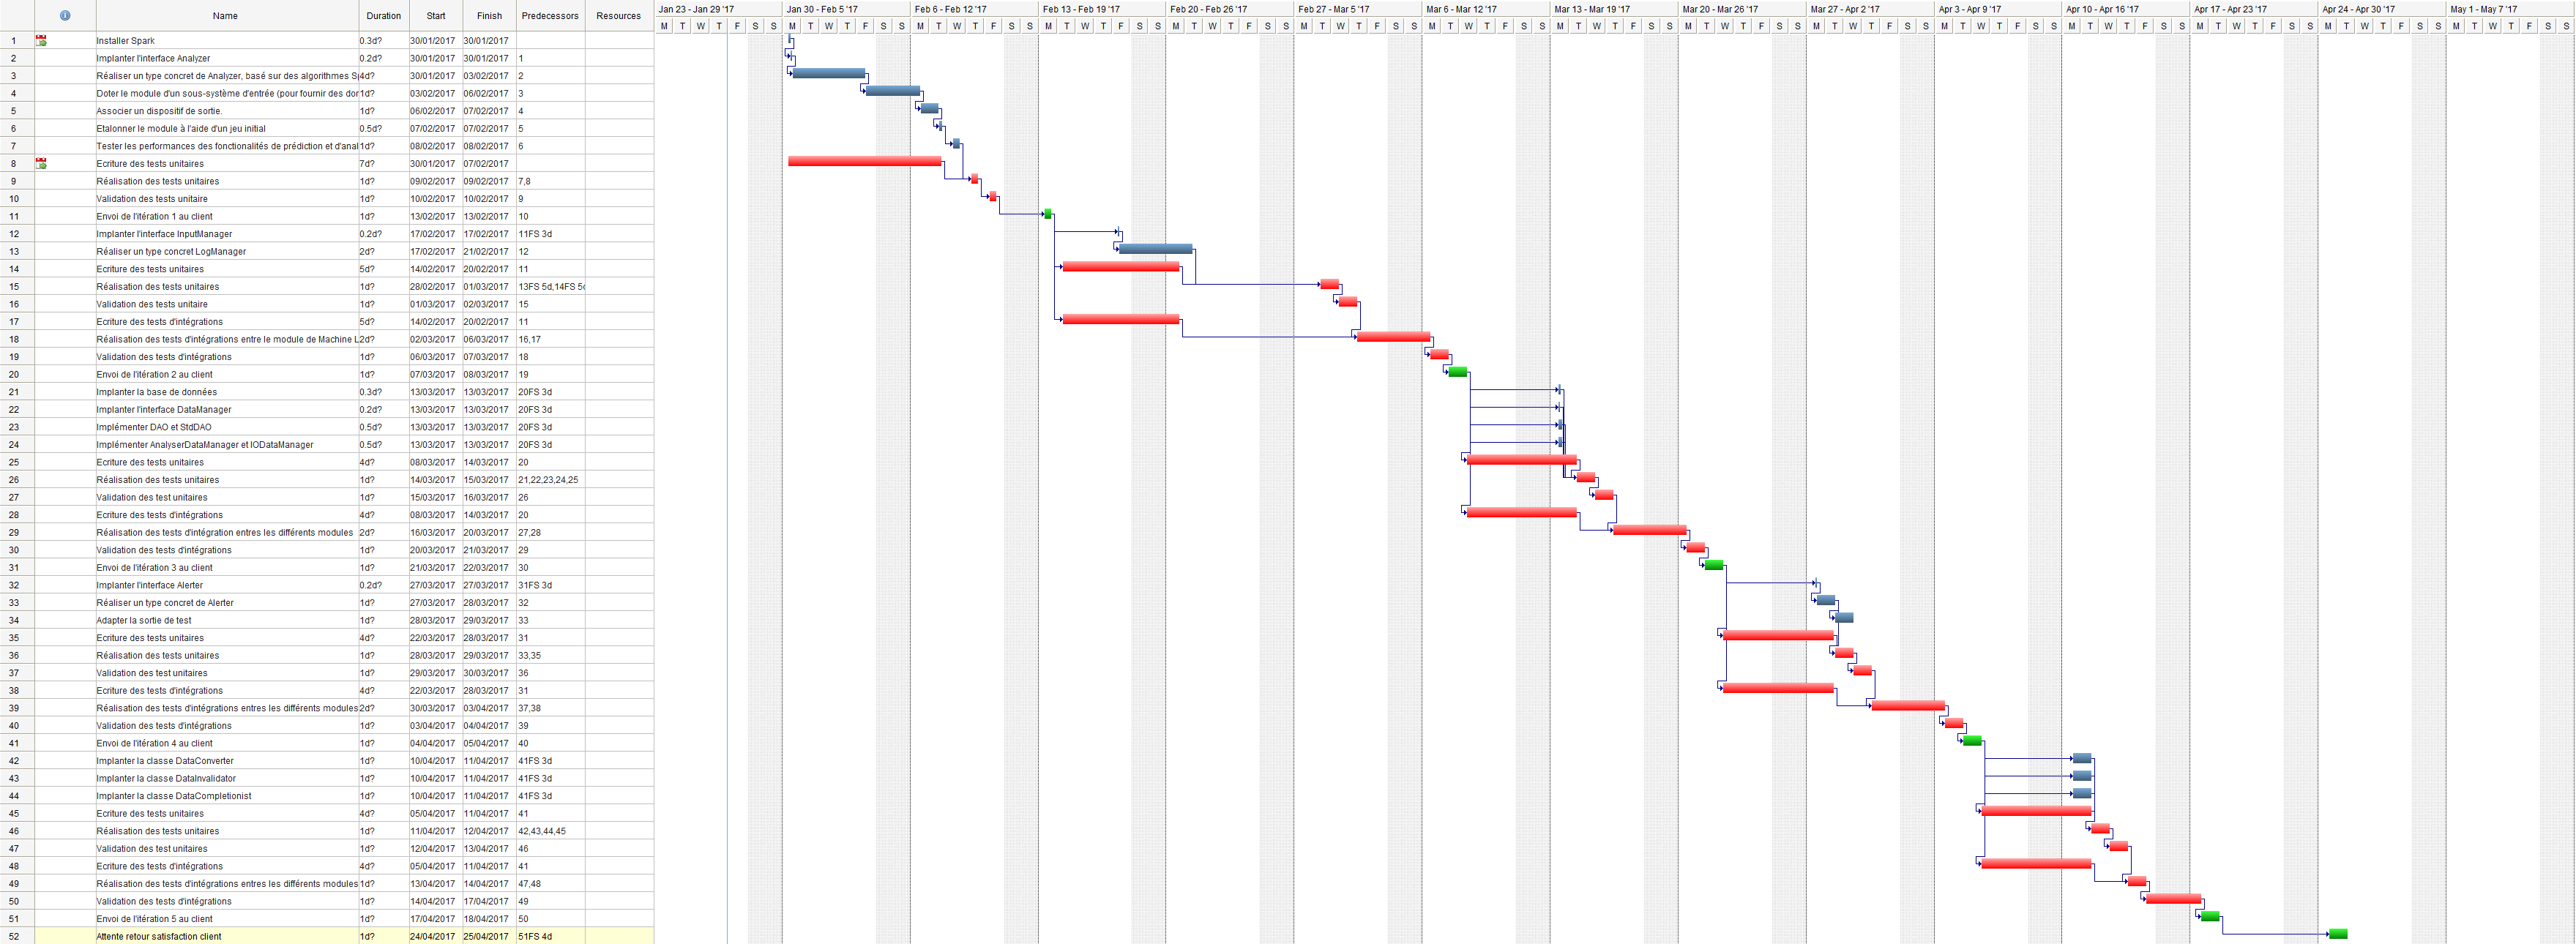 Name Duration Start Finish Predecessors Resources
Jan 23 - Jan 29 '17 Jan 30 - Feb 5 '17 Feb 6 - Feb 12 '17 Feb 13 - Feb 19 '17 Feb 20 - Feb 26 '17 Feb 27 - Mar 5 '17 Mar 6 - Mar 12 '17 Mar 13 - Mar 19 '17 Mar 20 - Mar 26 '17 Mar 27 - Apr 2 '17 Apr 3 - Apr 9 '17 Apr 10 - Apr 16 '17 Apr 17 - Apr 23 '17 Apr 24 - Apr 30 '17 May 1 - May 7 '17
M T W T F S S M T W T F S S M T W T F S S M T W T F S S M T W T F S S M T W T F S S M T W T F S S M T W T F S S M T W T F S S M T W T F S S M T W T F S S M T W T F S S M T W T F S S M T W T F S S M T W T F S S
1 Installer Spark 0.3d? 30/01/2017 30/01/2017
2 Implanter l'interface Analyzer 0.2d? 30/01/2017 30/01/2017 1
3 Réaliser un type concret de Analyzer, basé sur des algorithmes S 4d? 30/01/2017 03/02/2017 2
4 Doter le module d'un sous-système d'entrée (pour fournir des dor 1d? 03/02/2017 06/02/2017 3
5 Associer un dispositif de sortie. 1d? 06/02/2017 07/02/2017 4
6 Etalonner le module à l'aide d'un jeu initial 0.5d? 07/02/2017 07/02/2017 5
7 Tester les performances des fonctionalités de prédiction et d'anal 1d? 08/02/2017 08/02/2017 6
8 Ecriture des tests unitaires 7d? 30/01/2017 07/02/2017
9 Réalisation des tests unitaires 1d? 09/02/2017 09/02/2017 7,8
10 Validation des tests unitaire 1d? 10/02/2017 10/02/2017 9
11 Envoi de l'itération 1 au client 1d? 13/02/2017 13/02/2017 10
12 Implanter l'interface InputManager 0.2d? 17/02/2017 17/02/2017 11FS 3d
13 Réaliser un type concret LogManager 2d? 17/02/2017 21/02/2017 12
14 Ecriture des tests unitaires 5d? 14/02/2017 20/02/2017 11
15 Réalisation des tests unitaires 1d? 28/02/2017 01/03/2017 13FS 5d,14FS 5d
16 Validation des tests unitaire 1d? 01/03/2017 02/03/2017 15
17 Ecriture des tests d'intégrations 5d? 14/02/2017 20/02/2017 11
18 Réalisation des tests d'intégrations entre le module de Machine L 2d? 02/03/2017 06/03/2017 16,17
19 Validation des tests d'intégrations 1d? 06/03/2017 07/03/2017 18
20 Envoi de l'itération 2 au client 1d? 07/03/2017 08/03/2017 19
21 Implanter la base de données 0.3d? 13/03/2017 13/03/2017 20FS 3d
22 Implanter l'interface DataManager 0.2d? 13/03/2017 13/03/2017 20FS 3d
23 Implémenter DAO et StdDAO 0.5d? 13/03/2017 13/03/2017 20FS 3d
24 Implémenter AnalyserDataManager et IODataManager 0.5d? 13/03/2017 13/03/2017 20FS 3d
25 Ecriture des tests unitaires 4d? 08/03/2017 14/03/2017 20
26 Réalisation des tests unitaires 1d? 14/03/2017 15/03/2017 21,22,23,24,25
27 Validation des test unitaires 1d? 15/03/2017 16/03/2017 26
28 Ecriture des tests d'intégrations 4d? 08/03/2017 14/03/2017 20
29 Réalisation des tests d'intégration entres les différents modules 2d? 16/03/2017 20/03/2017 27,28
30 Validation des tests d'intégrations 1d? 20/03/2017 21/03/2017 29
31 Envoi de l'itération 3 au client 1d? 21/03/2017 22/03/2017 30
32 Implanter l'interface Alerter 0.2d? 27/03/2017 27/03/2017 31FS 3d
33 Réaliser un type concret de Alerter 1d? 27/03/2017 28/03/2017 32
34 Adapter la sortie de test 1d? 28/03/2017 29/03/2017 33
35 Ecriture des tests unitaires 4d? 22/03/2017 28/03/2017 31
36 Réalisation des tests unitaires 1d? 28/03/2017 29/03/2017 33,35
37 Validation des test unitaires 1d? 29/03/2017 30/03/2017 36
38 Ecriture des tests d'intégrations 4d? 22/03/2017 28/03/2017 31
39 Réalisation des tests d'intégrations entres les différents modules 2d? 30/03/2017 03/04/2017 37,38
40 Validation des tests d'intégrations 1d? 03/04/2017 04/04/2017 39
41 Envoi de l'itération 4 au client 1d? 04/04/2017 05/04/2017 40
42 Implanter la classe DataConverter 1d? 10/04/2017 11/04/2017 41FS 3d
43 Implanter la classe DataInvalidator 1d? 10/04/2017 11/04/2017 41FS 3d
44 Implanter la classe DataCompletionist 1d? 10/04/2017 11/04/2017 41FS 3d
45 Ecriture des tests unitaires 4d? 05/04/2017 11/04/2017 41
46 Réalisation des tests unitaires 1d? 11/04/2017 12/04/2017 42,43,44,45
47 Validation des test unitaires 1d? 12/04/2017 13/04/2017 46
48 Ecriture des tests d'intégrations 4d? 05/04/2017 11/04/2017 41
49 Réalisation des tests d'intégrations entres les différents modules 1d? 13/04/2017 14/04/2017 47,48
50 Validation des tests d'intégrations 1d? 14/04/2017 17/04/2017 49
51 Envoi de l'itération 5 au client 1d? 17/04/2017 18/04/2017 50
52 Attente retour satisfaction client 1d? 24/04/2017 25/04/2017 51FS 4d